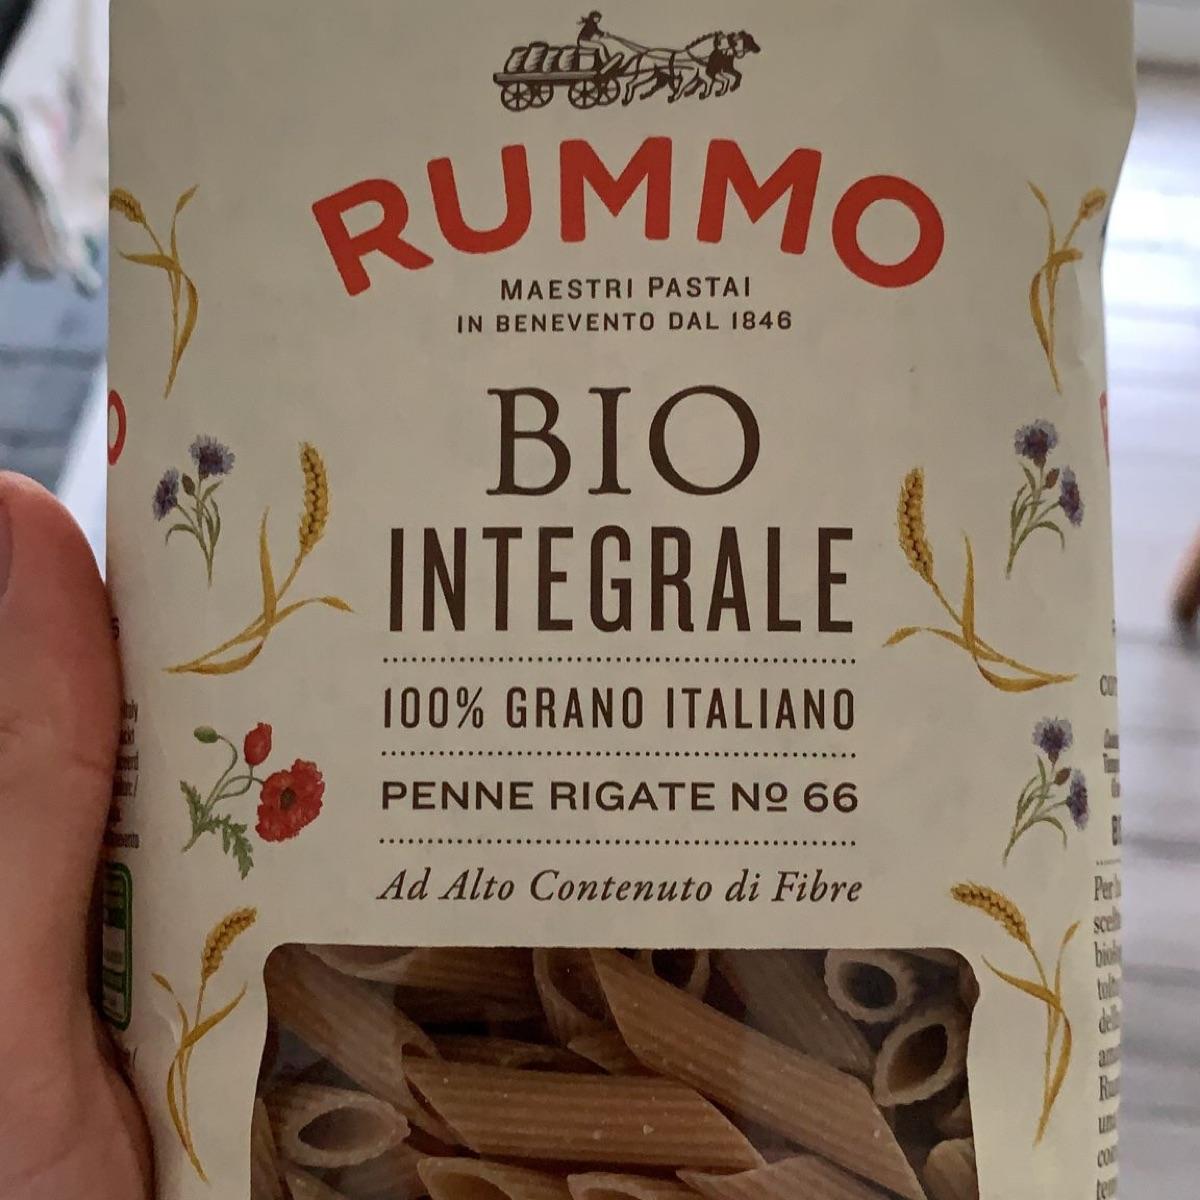 RUMMO
MAESTRI PASTAI
IN BENEVENTO DAL 1846
BIO
INTEGRALE
100% GRANO ITALIANO
PENNE RIGATE Nº 66
Ad Alto Contenuto di Fibre